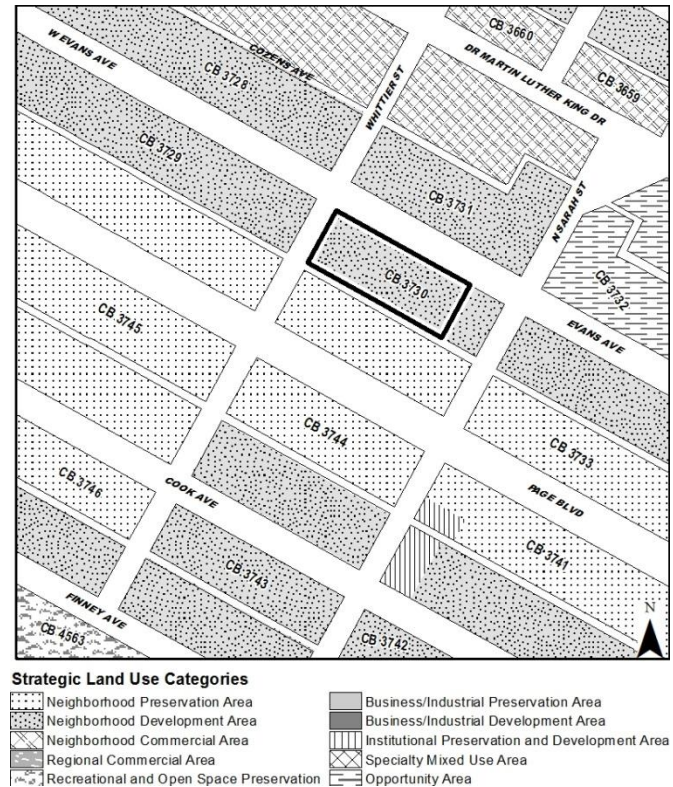 CB 3660
W EVANS AVE
COZENS AVE
CB 3728
DR MARTIN LUTHER KING DR
CB 3659
WHITTIER ST
CB 3729
CB 3731
N SARAH ST
CB 3730
CB 3732
CB 3745
EVANS AVE
CB 3744
CB 3733
CB 3746
COOK AVE
PAGE BLVD
CB 3741
CB 3743
FINNEY AVE
CB 4563
CB 3742
N
Strategic Land Use Categories
Neighborhood Preservation Area
Neighborhood Development Area
Neighborhood Commercial Area
Regional Commercial Area
Recreational and Open Space Preservation
Business/Industrial Preservation Area
Business/Industrial Development Area
Institutional Preservation and Development Area
Specialty Mixed Use Area
Opportunity Area